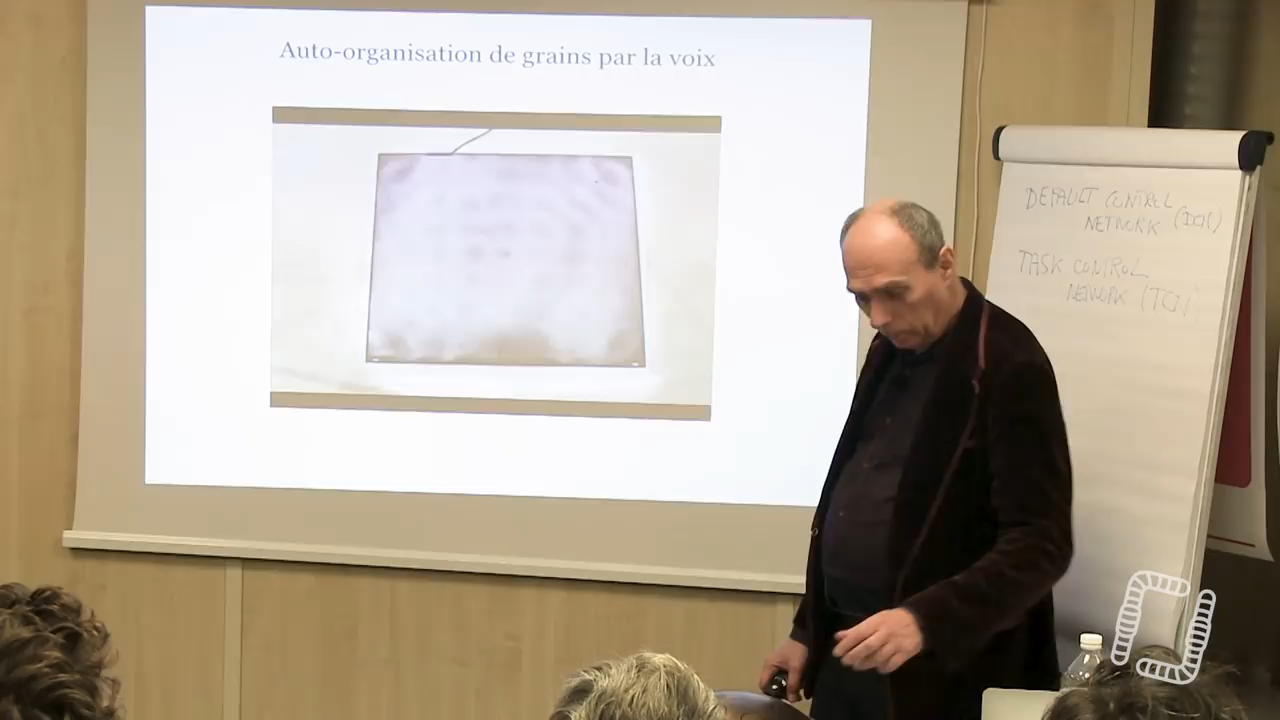 Auto-organisation de grains par la voix
DEFAULT CONTROL
NETWORK (DCN)
TASK CONTROL
NETWORK (TCN)